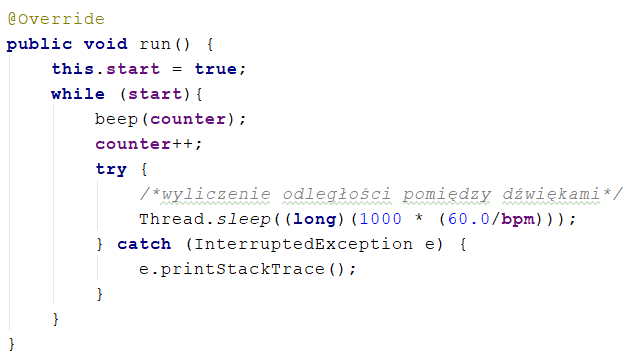 @Override
public void run() {
this.start = true;
while (start){
beep(counter);
counter++;
try {
/*wyliczenie odległości pomiędzy dźwiękami*/
Thread.sleep((long)(1000 * (60.0/bpm)));
} catch (InterruptedException e) {
e.printStackTrace();
}
}
}